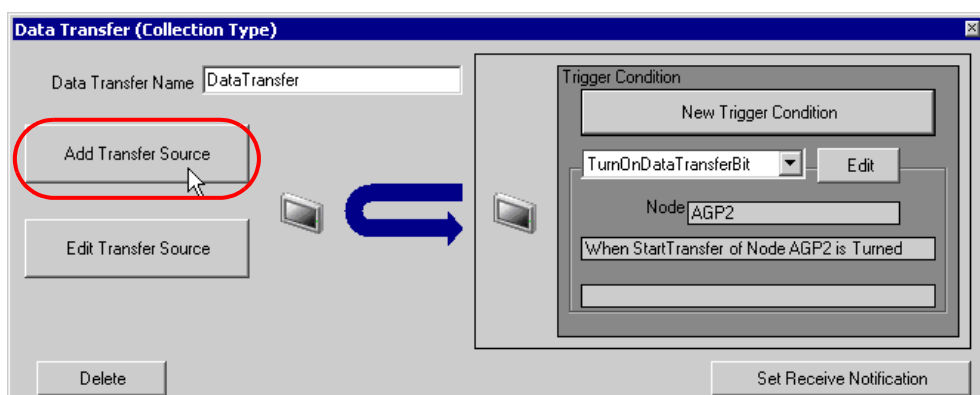 Data Transfer (Collection Type)
Data Transfer Name DataTransfer
Trigger Condition
New Trigger Condition
Add Transfer Source
TurnOnDataTransferBit
Edit
Node AGP2
Edit Transfer Source
When StartTransfer of Node AGP2 is Turned
Delete
Set Receive Notification